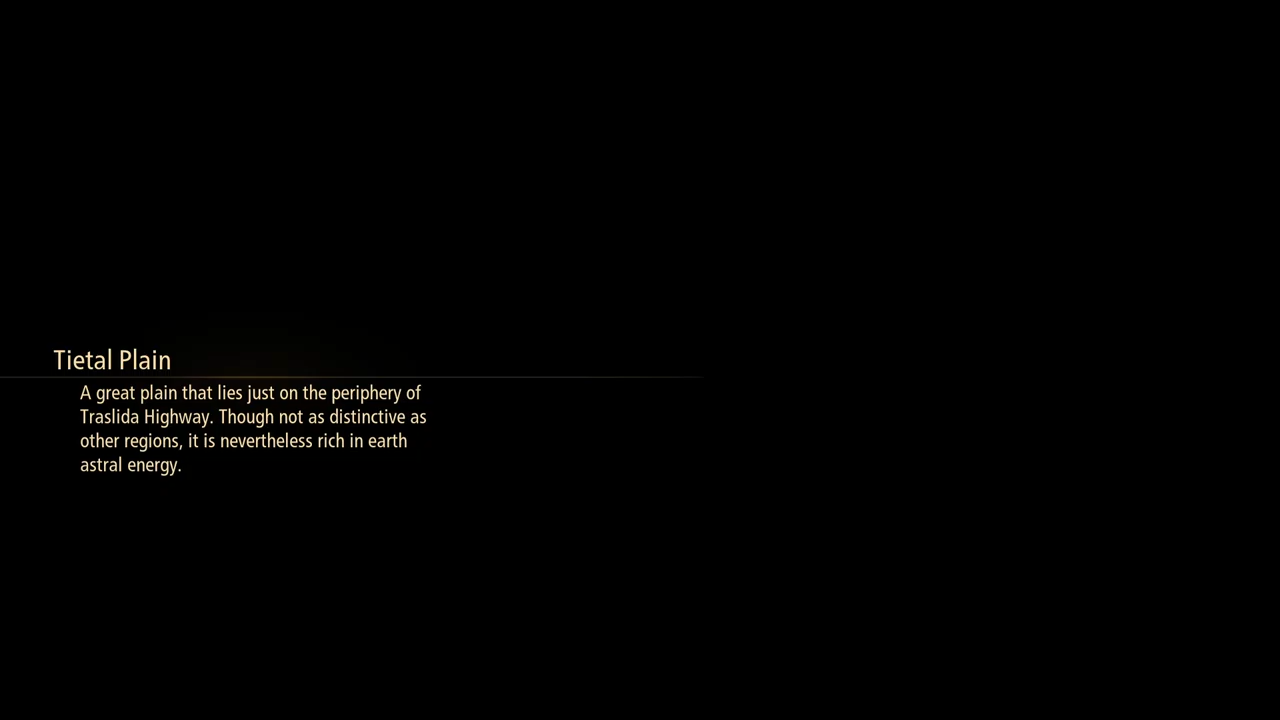 Tietal Plain
A great plain that lies just on the periphery of
Traslida Highway. Though not as distinctive as
other regions, it is nevertheless rich in earth
astral energy.